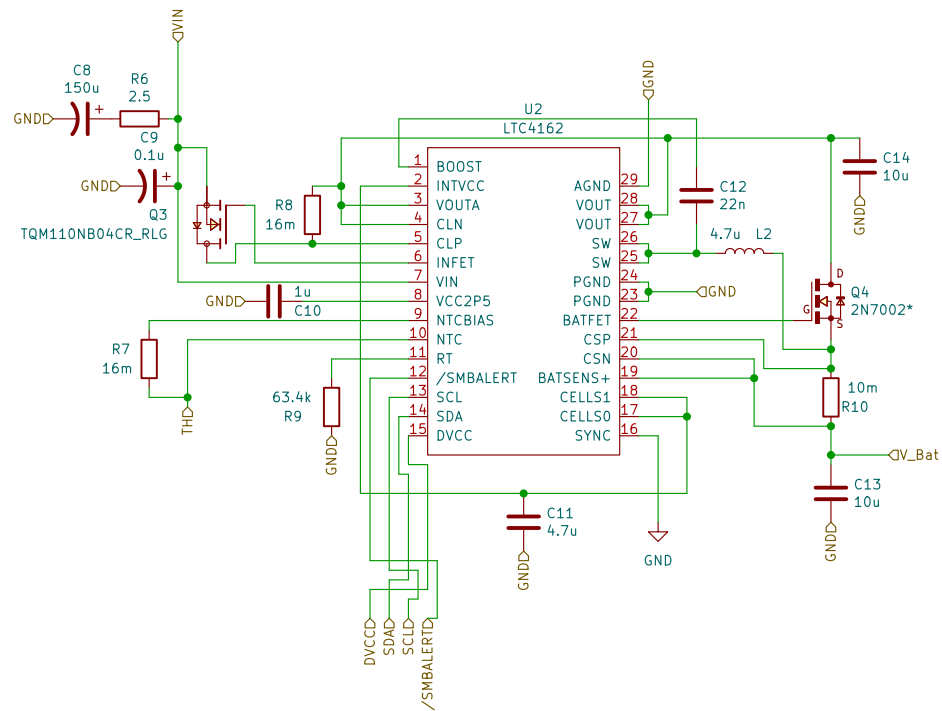 VIN
C8
150u
R6
2.5
GND
C9
0.1u
GND
Q3
TQM110NB04CR_RLG
R8
16m
GND
1u
C10
R7
16m
TH
63.4k
R9
GND
U2
LTC4162
1 BOOST
2 INTVCC
3 VOUTA
4 CLN
5 CLP
6 INFET
7 VIN
8 VCC2P5
9 NTCBIAS
10 NTC
11 RT
12 /SMBALERT
13 SCL
14 SDA
15 DVCC
AGND 29
VOUT 28
VOUT 27
SW 26
SW 25
PGND 24
PGND 23
BATFET 22
CSP 21
CSN 20
BATSENS+ 19
CELLS1 18
CELLS0 17
SYNC 16
GND
C12
22n
4.7u L2
GND
C14
10u
GND
D
G
S
Q4
2N7002*
10m
R10
V_Bat
C13
10u
GND
C11
4.7u
GND
GND
DVCC
SDA
SCL
/SMBALERT